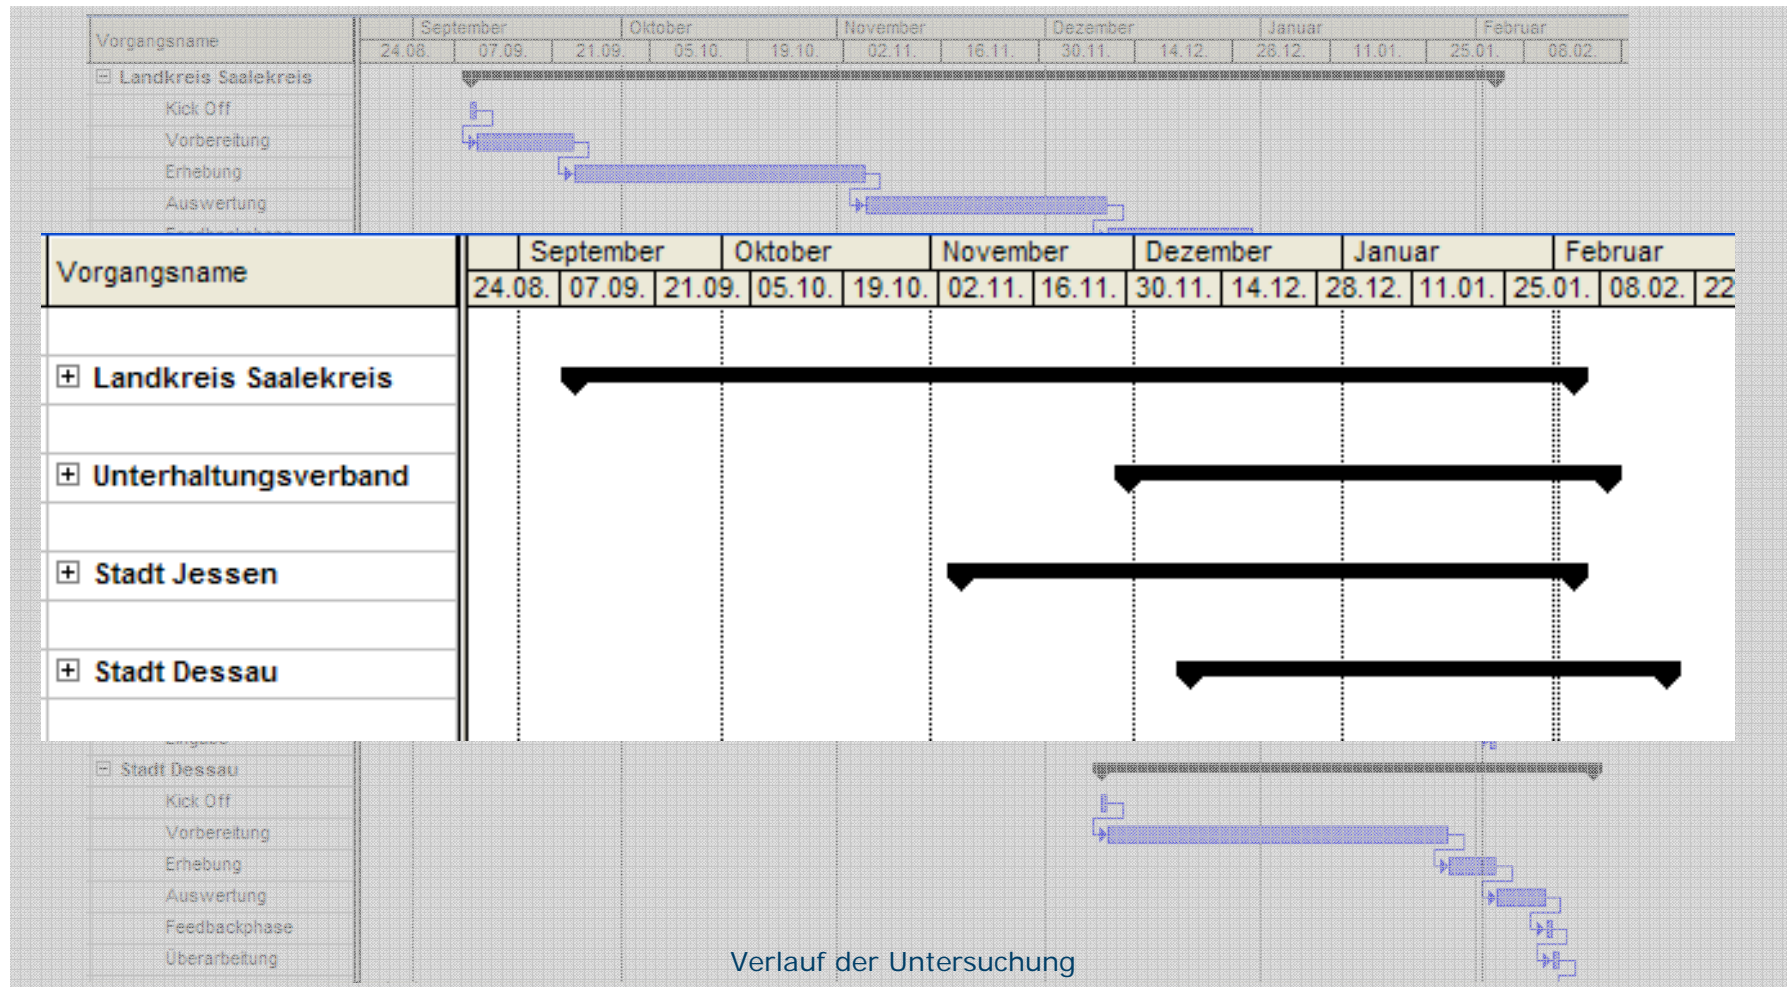 Vorgangsname
September Oktober November Dezember Januar Februar
24.08. 07.09. 21.09. 05.10. 19.10. 02.11. 16.11. 30.11. 14.12. 28.12. 11.01. 25.01. 08.02.
Landkreis Saalekreis
Kick Off
Vorbereitung
Erhebung
Auswertung
Vorgangsname
September Oktober November Dezember Januar Februar
24.08. 07.09. 21.09. 05.10. 19.10. 02.11. 16.11. 30.11. 14.12. 28.12. 11.01. 25.01. 08.02. 22
Landkreis Saalekreis
Unterhaltungsverband
Stadt Jessen
Stadt Dessau
Stadt Dessau
Kick Off
Vorbereitung
Erhebung
Auswertung
Feedbackphase
Überarbeitung
Verlauf der Untersuchung